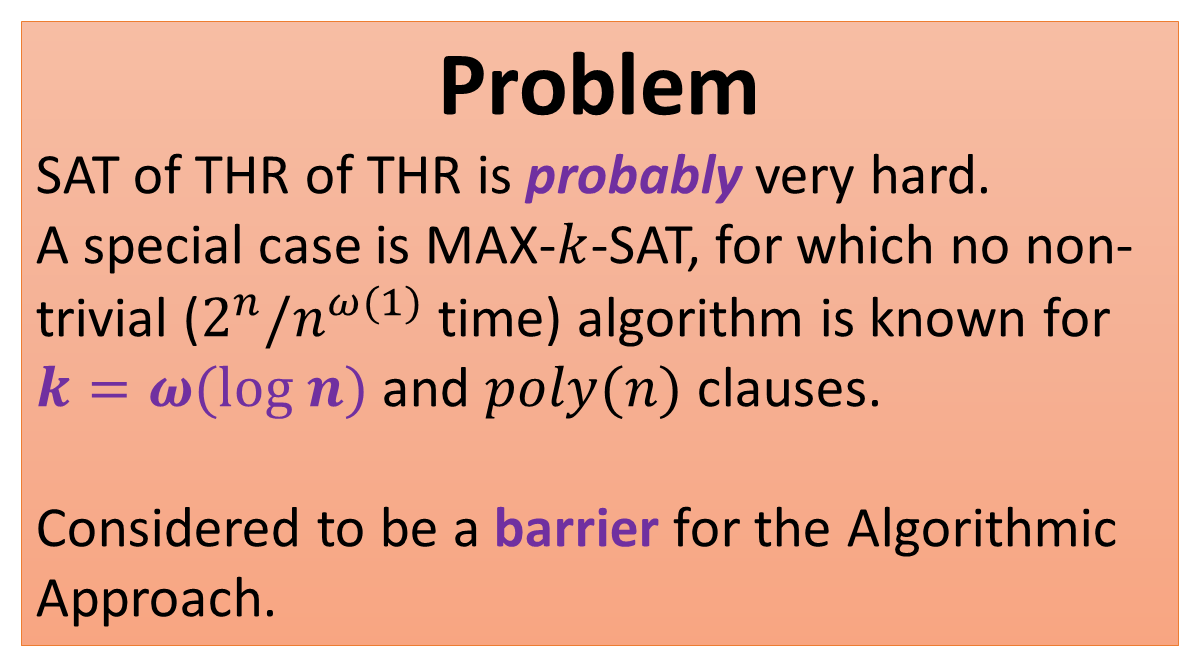 Problem
SAT of THR of THR is probably very hard.
A special case is MAX-𝑘-SAT, for which no non-
trivial (2ⁿ/n^ω(1) time) algorithm is known for
k = ω(log n) and poly(n) clauses.
Considered to be a barrier for the Algorithmic
Approach.